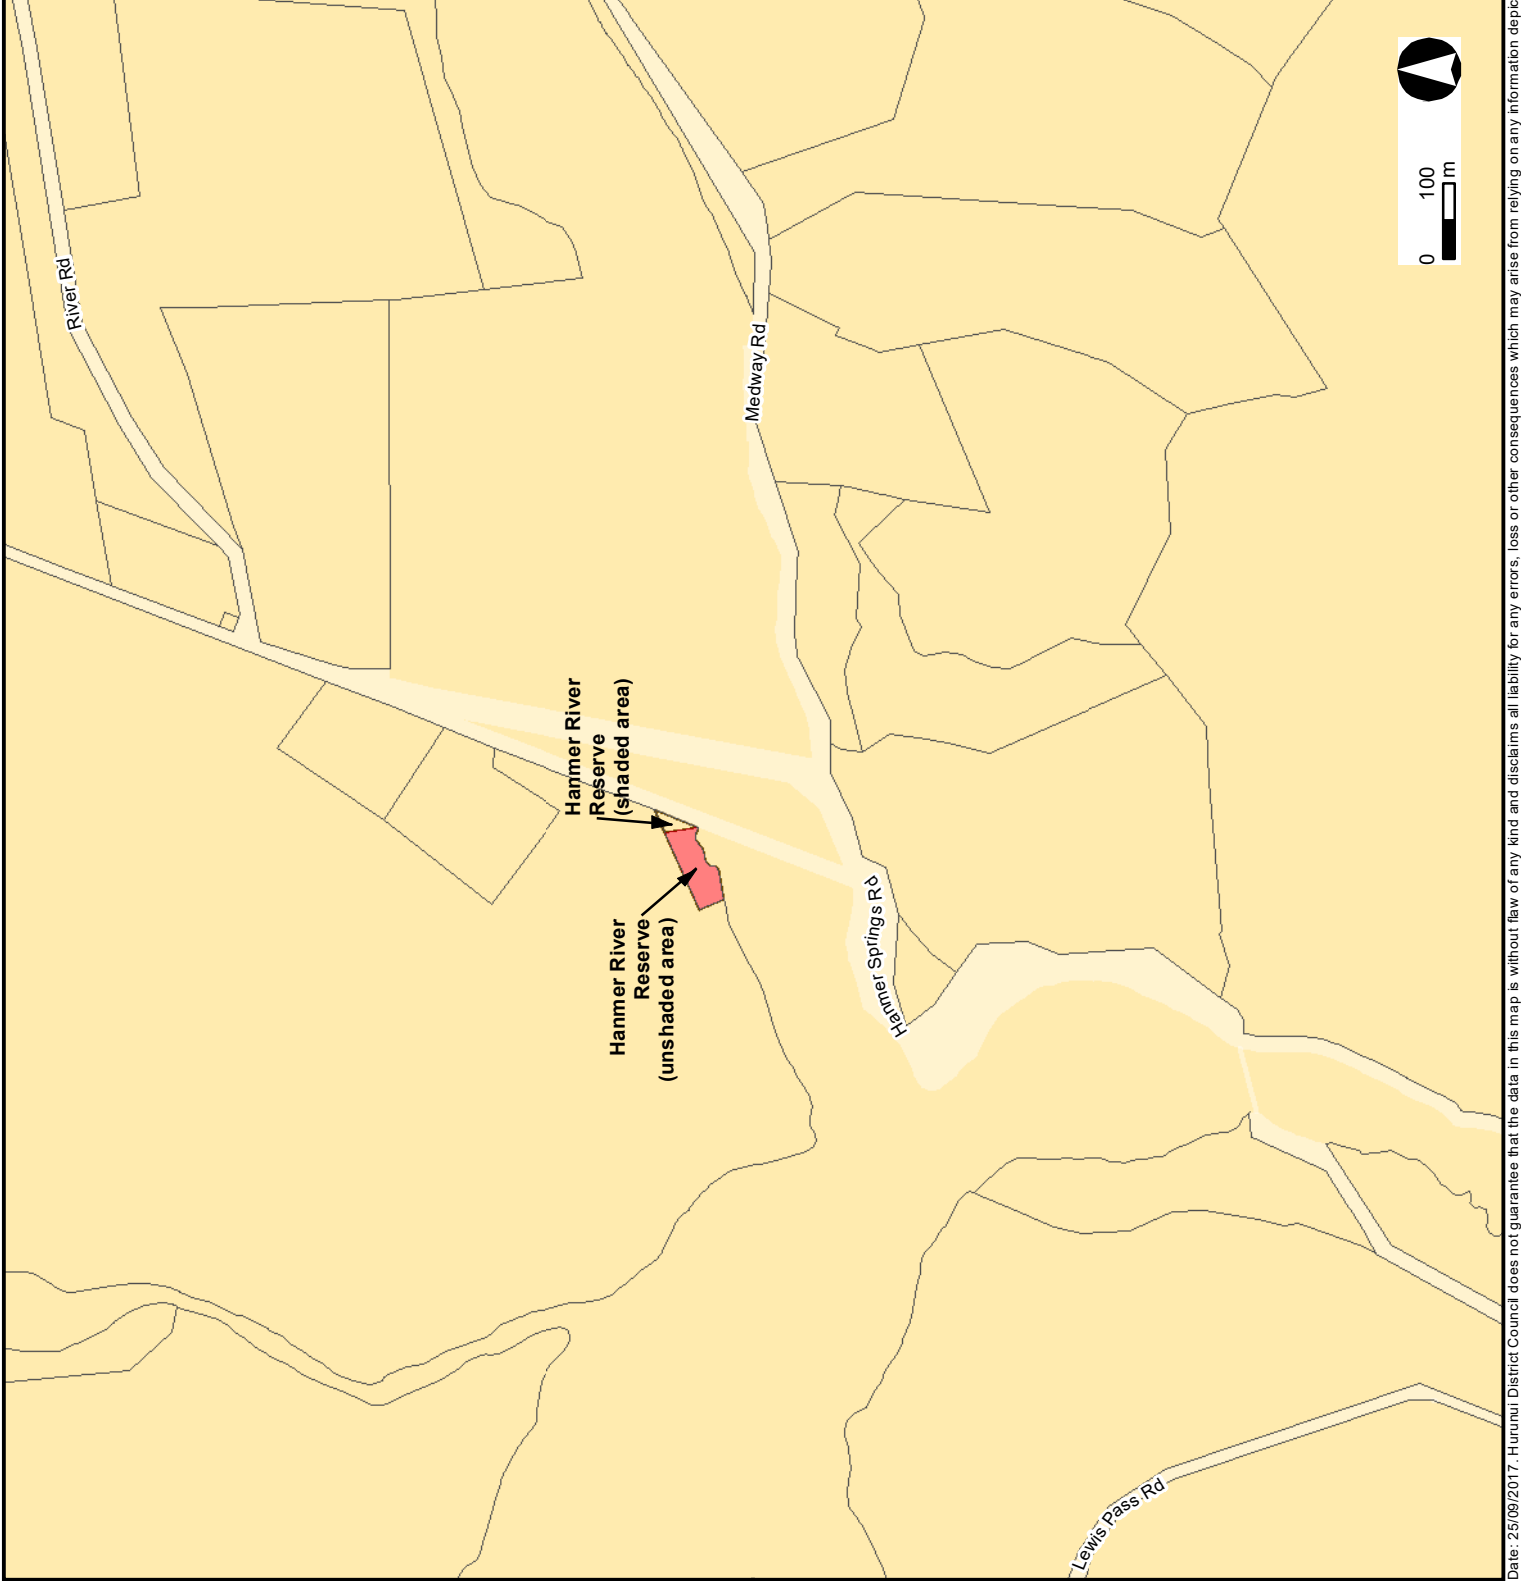 River Rd
Medway Rd
Hanmer River
Reserve
(shaded area)
Hanmer River
Reserve
(unshaded area)
Hanmer Springs Rd
Lewis Pass Rd
0 100
m
Date: 25/09/2017. Hurunui District Council does not guarantee that the data in this map is without flaw of any kind and disclaims all liability for any errors, loss or other consequences which may arise from relying on any information depic